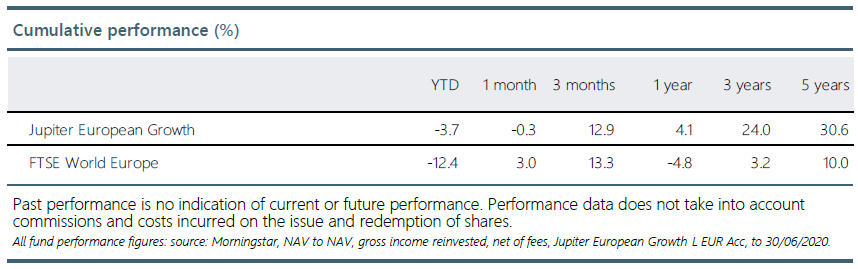 Cumulative performance (%)
YTD 1 month 3 months 1 year 3 years 5 years
Jupiter European Growth -3.7 -0.3 12.9 4.1 24.0 30.6
FTSE World Europe -12.4 3.0 13.3 -4.8 3.2 10.0
Past performance is no indication of current or future performance. Performance data does not take into account
commissions and costs incurred on the issue and redemption of shares.
All fund performance figures: source: Morningstar, NAV to NAV, gross income reinvested, net of fees, Jupiter European Growth L EUR Acc, to 30/06/2020.